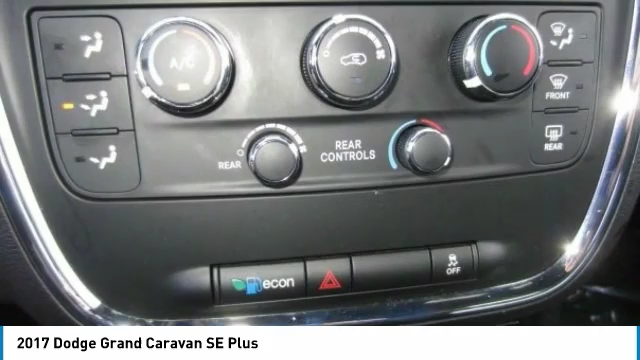 A/C
FRONT
REAR
REAR
REAR
CONTROLS
econ
OFF
2017 Dodge Grand Caravan SE Plus